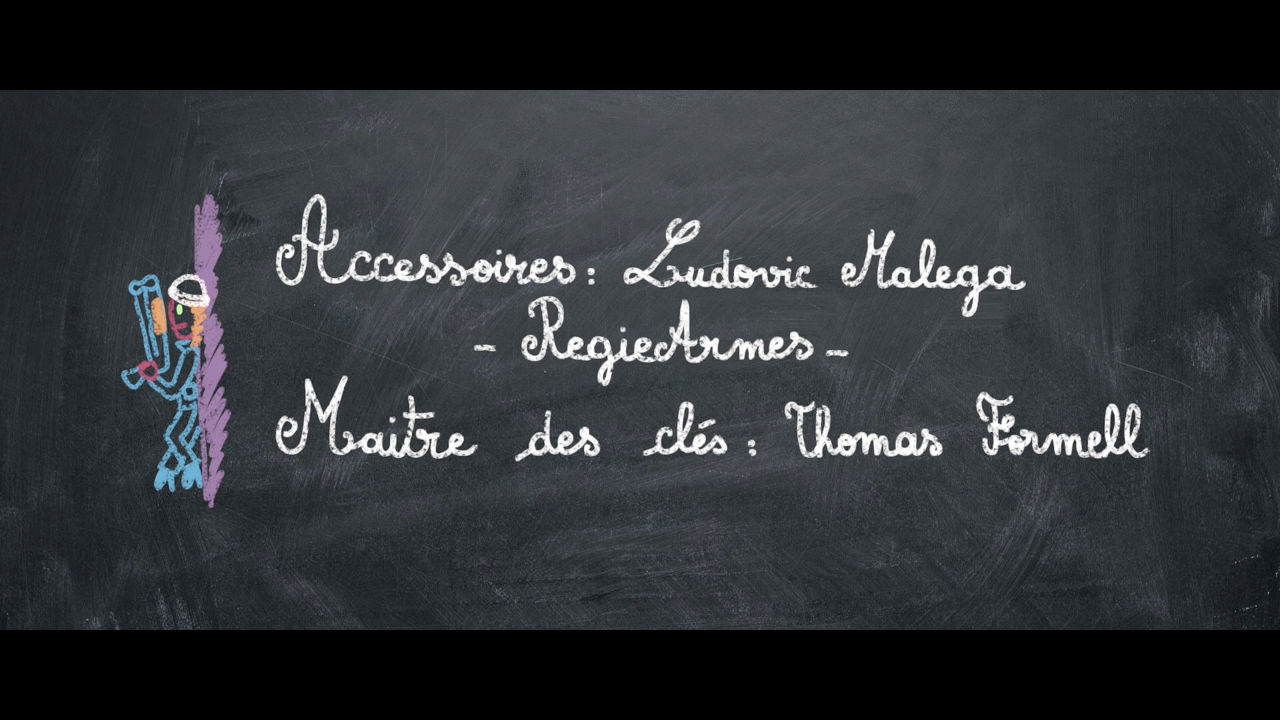 Accessoires : Ludovic Malega
- RegieArmes -
Maitre des clés : Thomas Formell